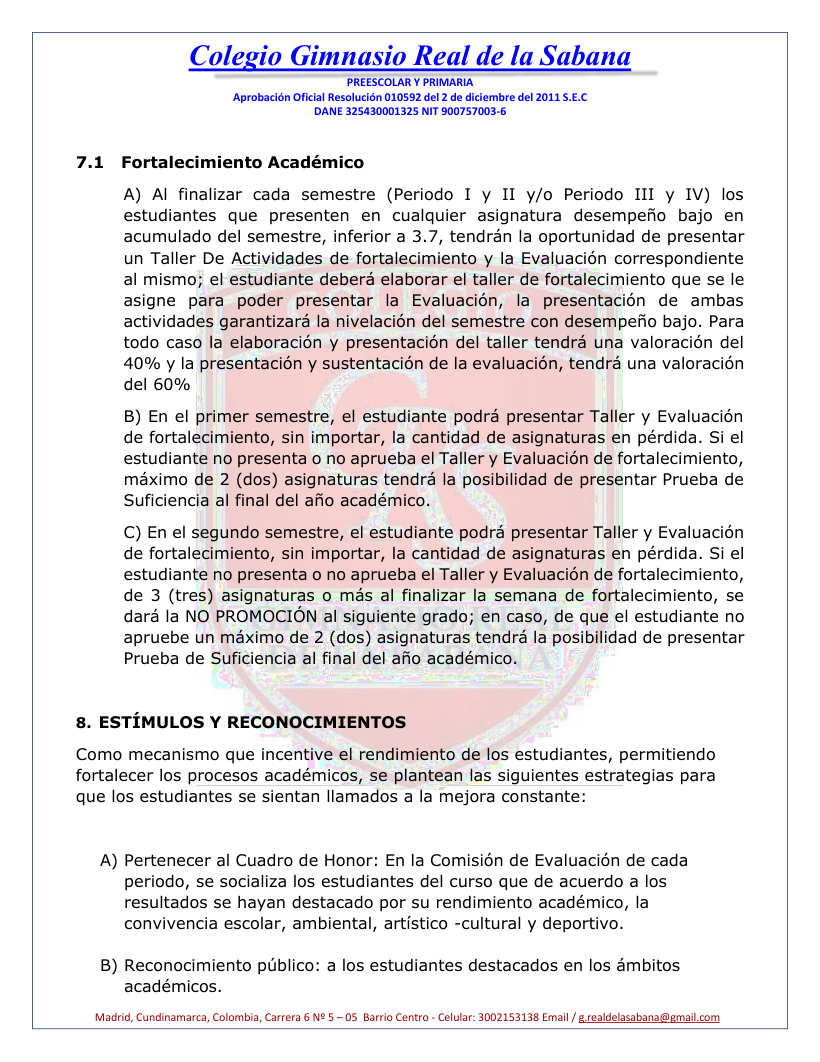 Colegio Gimnasio Real de la Sabana
PREESCOLAR Y PRIMARIA
Aprobación Oficial Resolución 010592 del 2 de diciembre del 2011 S.E.C
DANE 325430001325 NIT 900757003-6
7.1 Fortalecimiento Académico
A) Al finalizar cada semestre (Periodo I y II y/o Periodo III y IV) los
estudiantes que presenten en cualquier asignatura desempeño bajo en
acumulado del semestre, inferior a 3.7, tendrán la oportunidad de presentar
un Taller De Actividades de fortalecimiento y la Evaluación correspondiente
al mismo; el estudiante deberá elaborar el taller de fortalecimiento que se le
asigne para poder presentar la Evaluación, la presentación de ambas
actividades garantizará la nivelación del semestre con desempeño bajo. Para
todo caso la elaboración y presentación del taller tendrá una valoración del
40% y la presentación y sustentación de la evaluación, tendrá una valoración
del 60%
B) En el primer semestre, el estudiante podrá presentar Taller y Evaluación
de fortalecimiento, sin importar, la cantidad de asignaturas en pérdida. Si el
estudiante no presenta o no aprueba el Taller y Evaluación de fortalecimiento,
máximo de 2 (dos) asignaturas tendrá la posibilidad de presentar Prueba de
Suficiencia al final del año académico.
C) En el segundo semestre, el estudiante podrá presentar Taller y Evaluación
de fortalecimiento, sin importar, la cantidad de asignaturas en pérdida. Si el
estudiante no presenta o no aprueba el Taller y Evaluación de fortalecimiento,
de 3 (tres) asignaturas o más al finalizar la semana de fortalecimiento, se
dará la NO PROMOCIÓN al siguiente grado; en caso, de que el estudiante no
apruebe un máximo de 2 (dos) asignaturas tendrá la posibilidad de presentar
Prueba de Suficiencia al final del año académico.
8. ESTÍMULOS Y RECONOCIMIENTOS
Como mecanismo que incentive el rendimiento de los estudiantes, permitiendo
fortalecer los procesos académicos, se plantean las siguientes estrategias para
que los estudiantes se sientan llamados a la mejora constante:
A) Pertenecer al Cuadro de Honor: En la Comisión de Evaluación de cada
periodo, se socializa los estudiantes del curso que de acuerdo a los
resultados se hayan destacado por su rendimiento académico, la
convivencia escolar, ambiental, artístico -cultural y deportivo.
B) Reconocimiento público: a los estudiantes destacados en los ámbitos
académicos.
Madrid, Cundinamarca, Colombia, Carrera 6 Nº 5 – 05 Barrio Centro - Celular: 3002153138 Email / g.realdelasabana@gmail.com